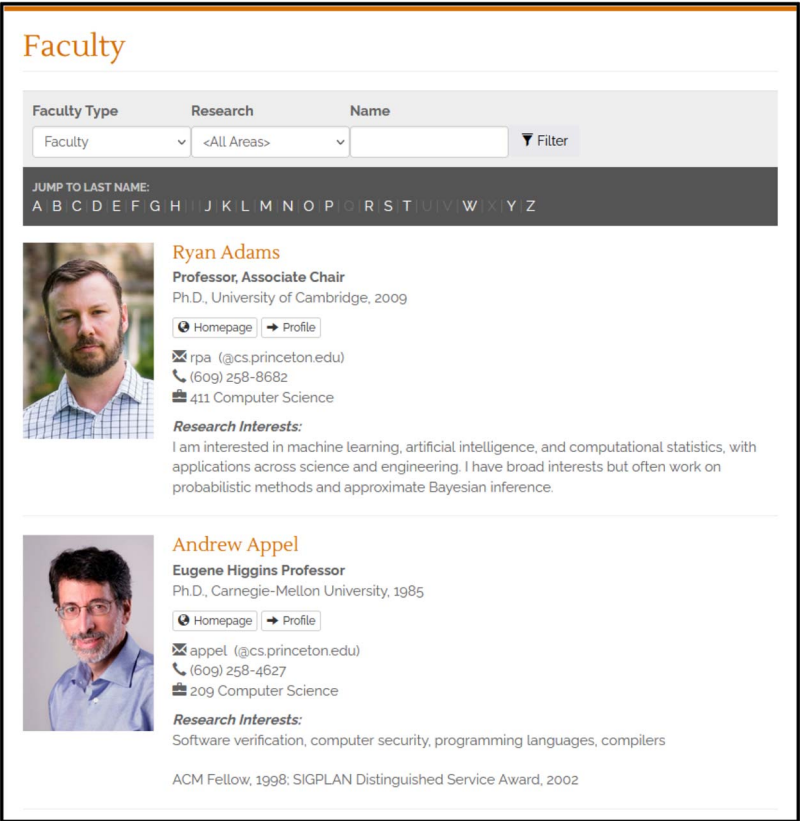 Faculty
Faculty Type Research Name
Faculty <All Areas> Filter
JUMP TO LAST NAME:
A|B|C|D|E|F|G|H|I|J|K|L|M|N|O|P|Q|R|S|T|U|V|W|X|Y|Z
Ryan Adams
Professor, Associate Chair
Ph.D., University of Cambridge, 2009
Homepage Profile
rpa (@cs.princeton.edu)
(609) 258-8682
411 Computer Science
Research Interests:
I am interested in machine learning, artificial intelligence, and computational statistics, with
applications across science and engineering. I have broad interests but often work on
probabilistic methods and approximate Bayesian inference.
Andrew Appel
Eugene Higgins Professor
Ph.D., Carnegie-Mellon University, 1985
Homepage Profile
appel (@cs.princeton.edu)
(609) 258-4627
209 Computer Science
Research Interests:
Software verification, computer security, programming languages, compilers
ACM Fellow, 1998; SIGPLAN Distinguished Service Award, 2002